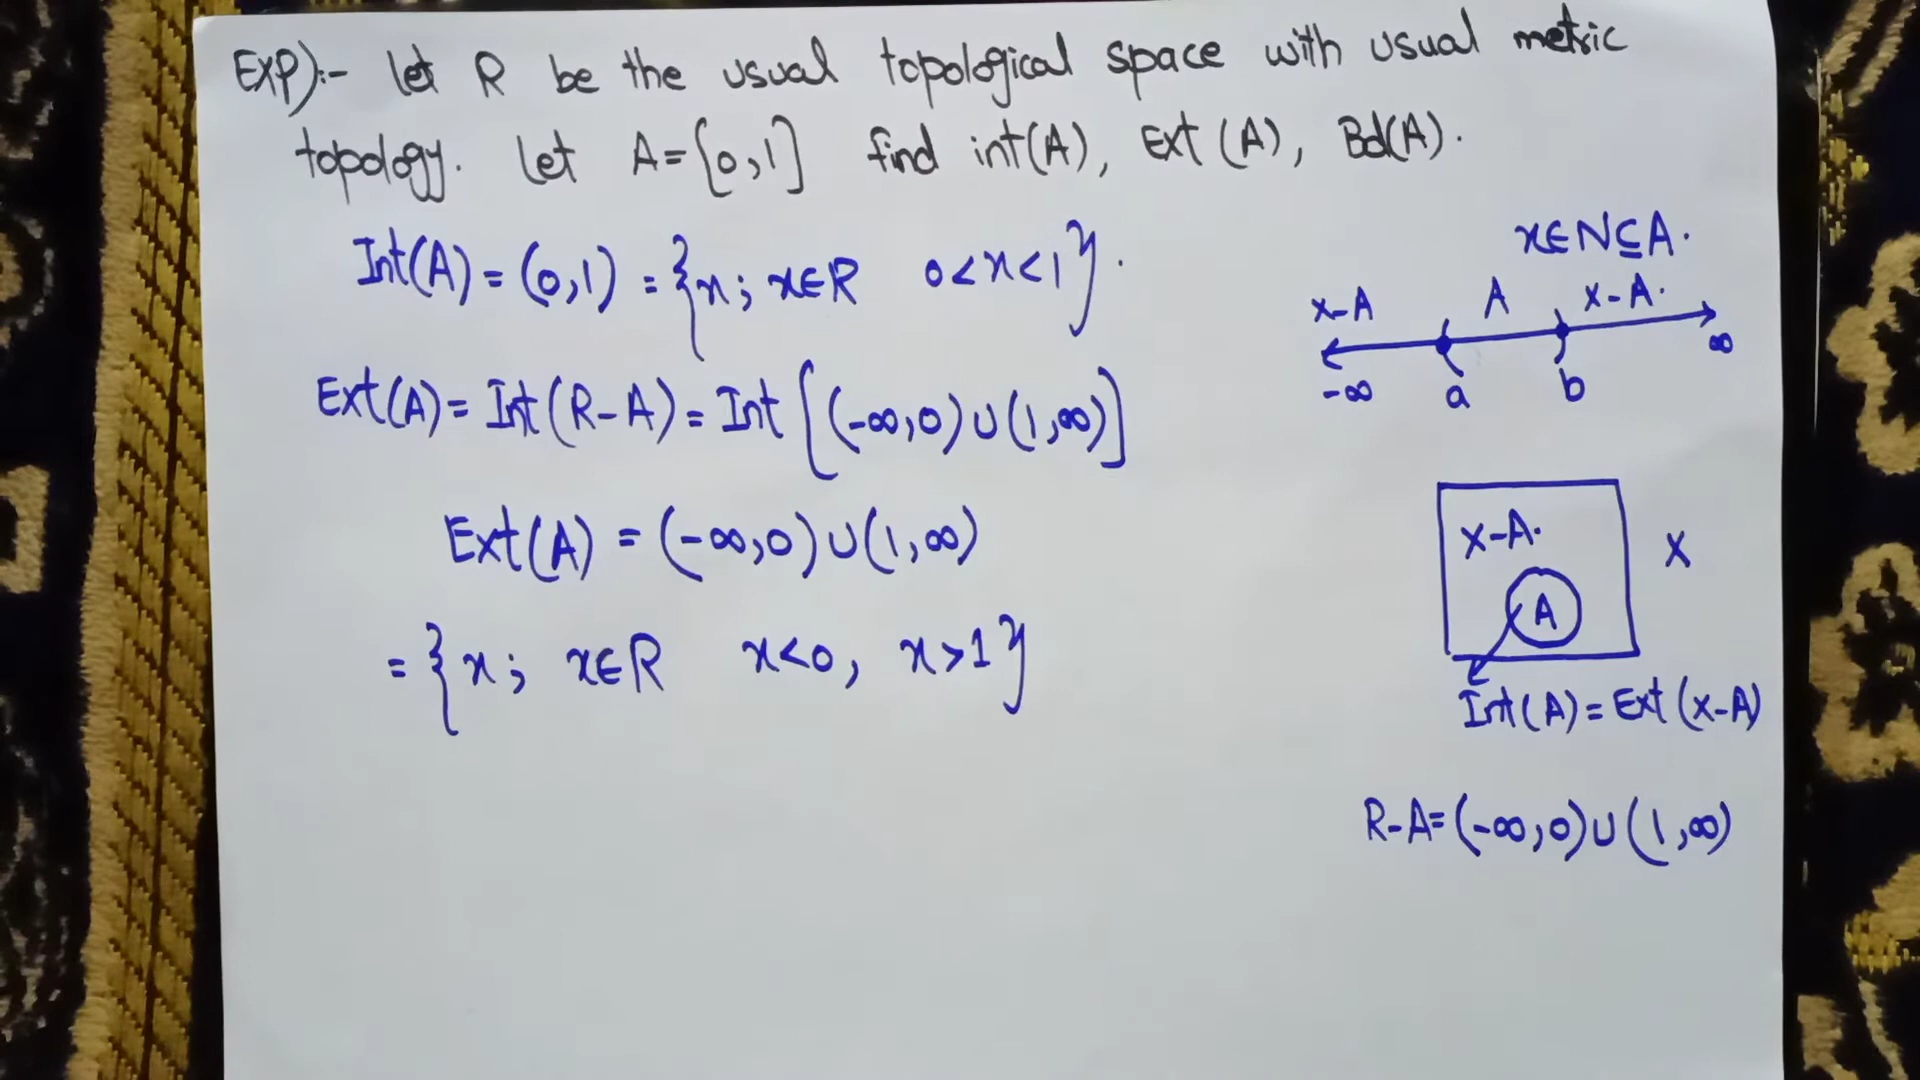 EXP):- let R be the usual topological space with usual metric
topology. Let A=[0,1] find int(A), Ext (A), Bd(A).
Int(A) = (0,1) = {x; x∈R 0<x<1}.
Ext(A) = Int(R-A) = Int [(-∞,0)∪(1,∞)]
Ext(A) = (-∞,0)∪(1,∞)
= {x; x∈R x<0, x>1}
x∈N⊆A.
X-A A X-A.
-∞ a b ∞
X-A. X
A
Int(A) = Ext (X-A)
R-A=(-∞,0)∪(1,∞)